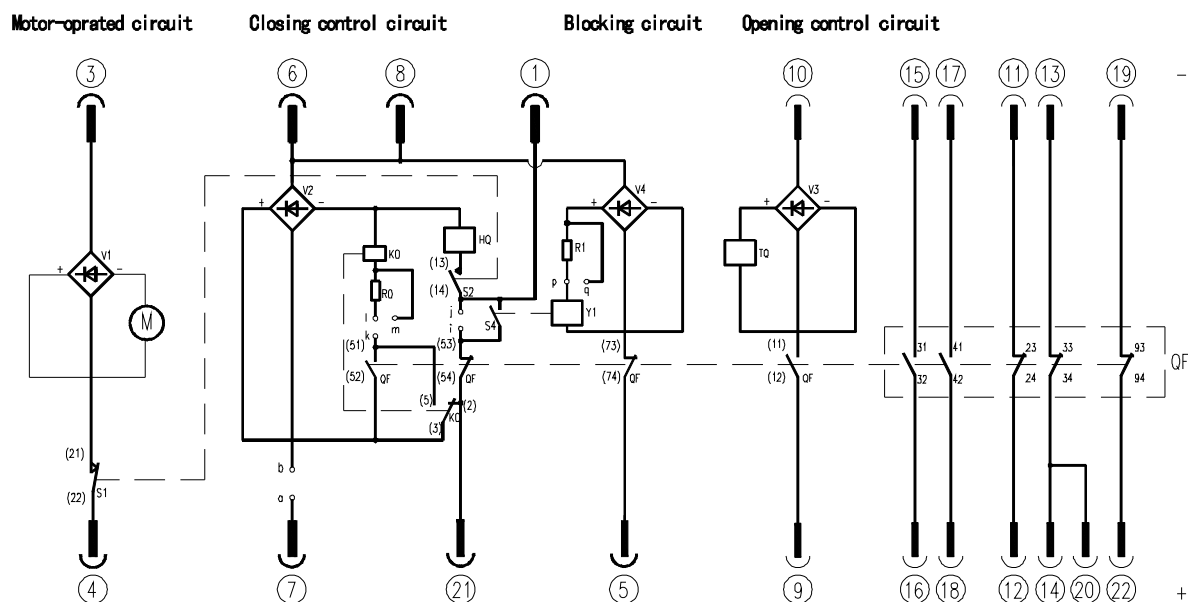 Motor-oprated circuit Closing control circuit Blocking circuit Opening control circuit
3 6 8 1 10 15 17 11 13 19 -
V2 V4 V3
+ - + - + -
HQ R1 TQ
V1 K0 (13)
+ - R0 (14) S2 p q
M l m j S4 Y1
k i
(51) (53) (73) (11) 31 41 23 33 93
QF
(52) QF (54) QF (74) QF (12) QF 32 42 24 34 94
(5) (2)
K0
(3)
(21)
b
(22) S1 a
4 7 21 5 9 16 18 12 14 20 22 +